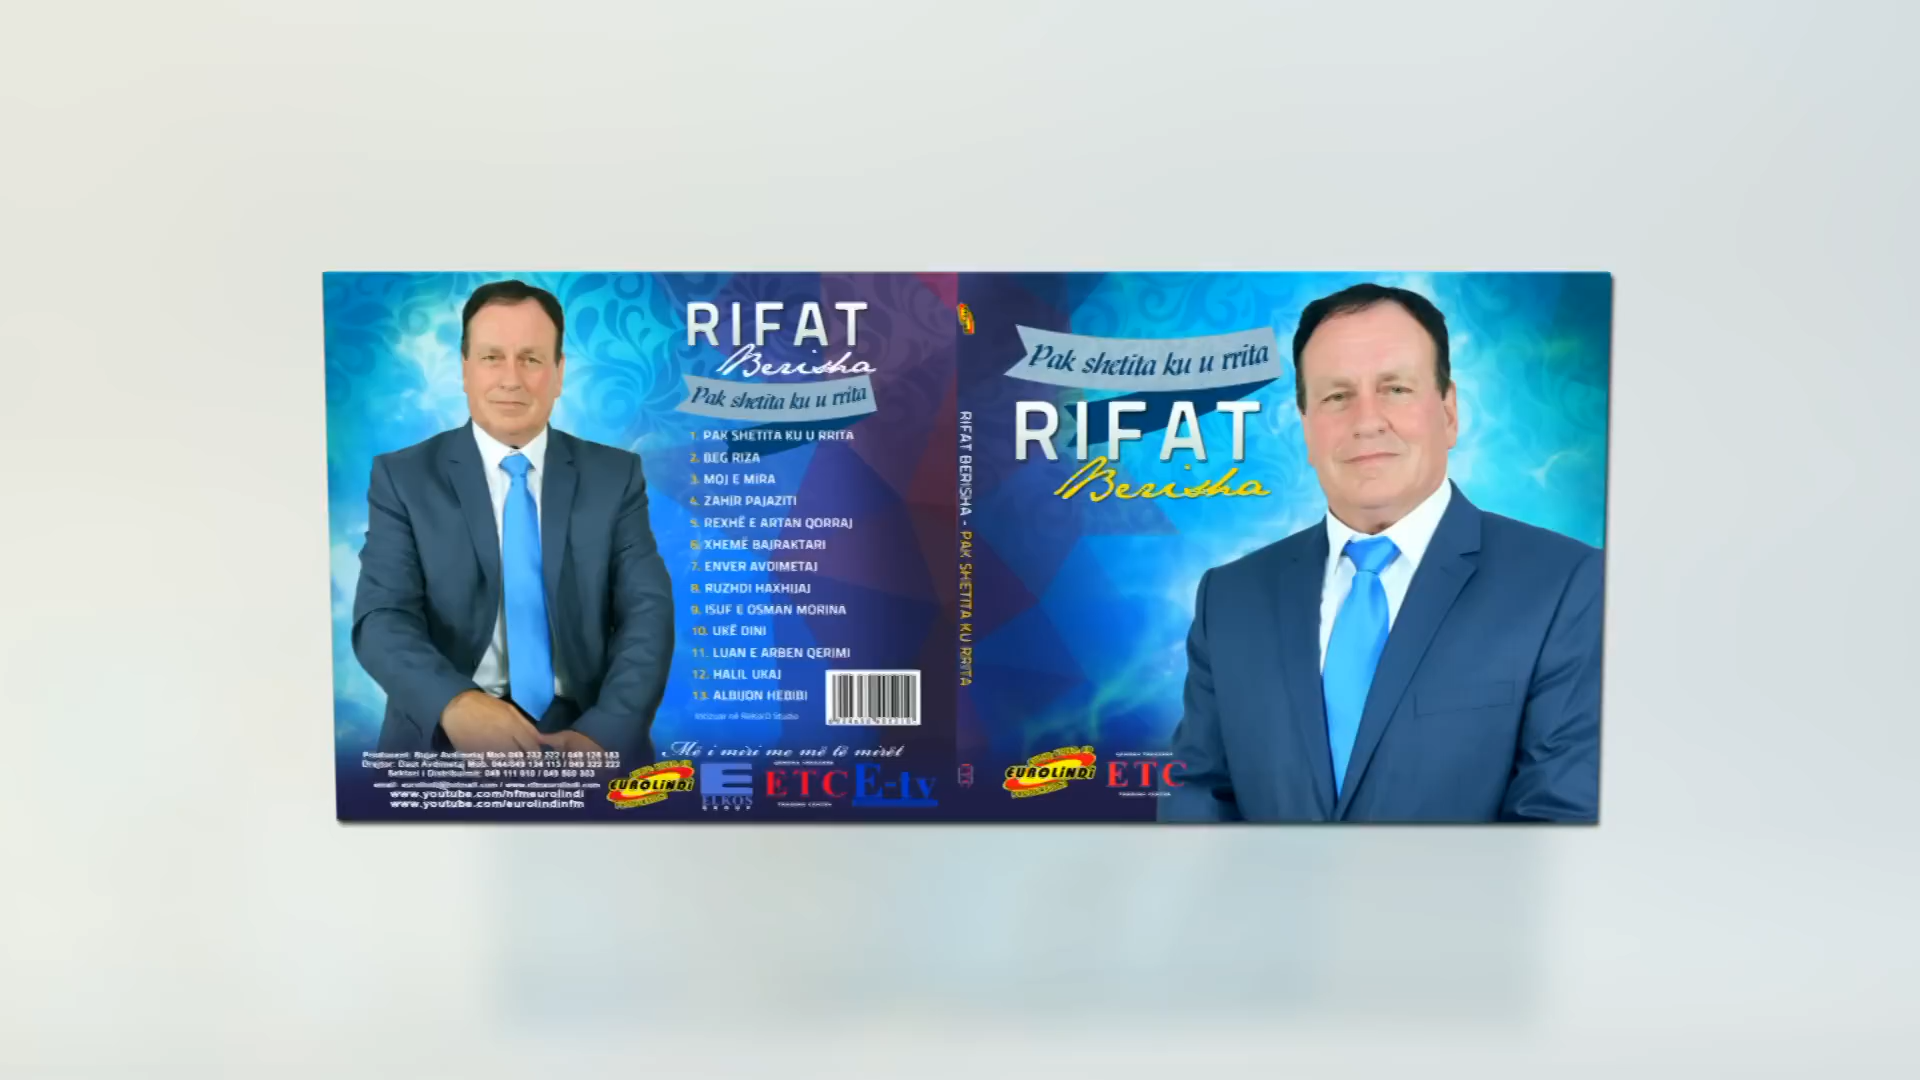 RIFAT
Berisha
Pak shetita ku u rrita
1. PAK SHETITA KU U RRITA
2. BEG RIZA
3. MOJ E MIRA
4. ZAHIR PAJAZITI
5. REXHË E ARTAN QORRAJ
6. XHEMË BAJRAKTARI
7. ENVER AVDIMETAJ
8. RUZHDI HAXHIJAJ
9. ISUF E OSMAN MORINA
10. UKË DINI
11. LUAN E ARBEN QERIMI
12. HALIL UKAJ
13. ALBIJON HEBIBI
Më i miri me më të mirët
www.youtube.com/hfmeurolindi
www.youtube.com/eurolindinfm
EUROLINDI
ELKOS
GROUP
ETC
E-tv
RIFAT BERISHA - PAK SHETITA KU RRITA
ETC
Pak shetita ku u rrita
RIFAT
Berisha
EUROLINDI
ETC